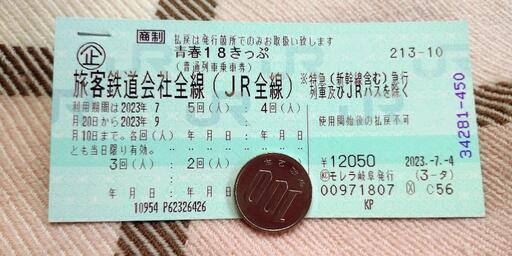 商制 払戻は発行箇所でのみお取扱い致します
企 青春18きっぷ 213-10
(普通列車乗車券)
旅客鉄道会社全線(JR全線) ※特急(新幹線含む)急行
列車及びJRバスを除く
利用期間は2023年 7 5回(人) 4回(人)
月20日から2023年 9
月10日まで。各回(人) 年 月 日 年 月 日 使用開始後の払戻不可
とも当日限り有効。
3回(人) 2回(人)
年 月 日 年 月 日
¥12050 2023.-7.-4
モレラ岐阜発行 (3-タ)
00971807 C56
10954 P62326426 KP
34281-450
100